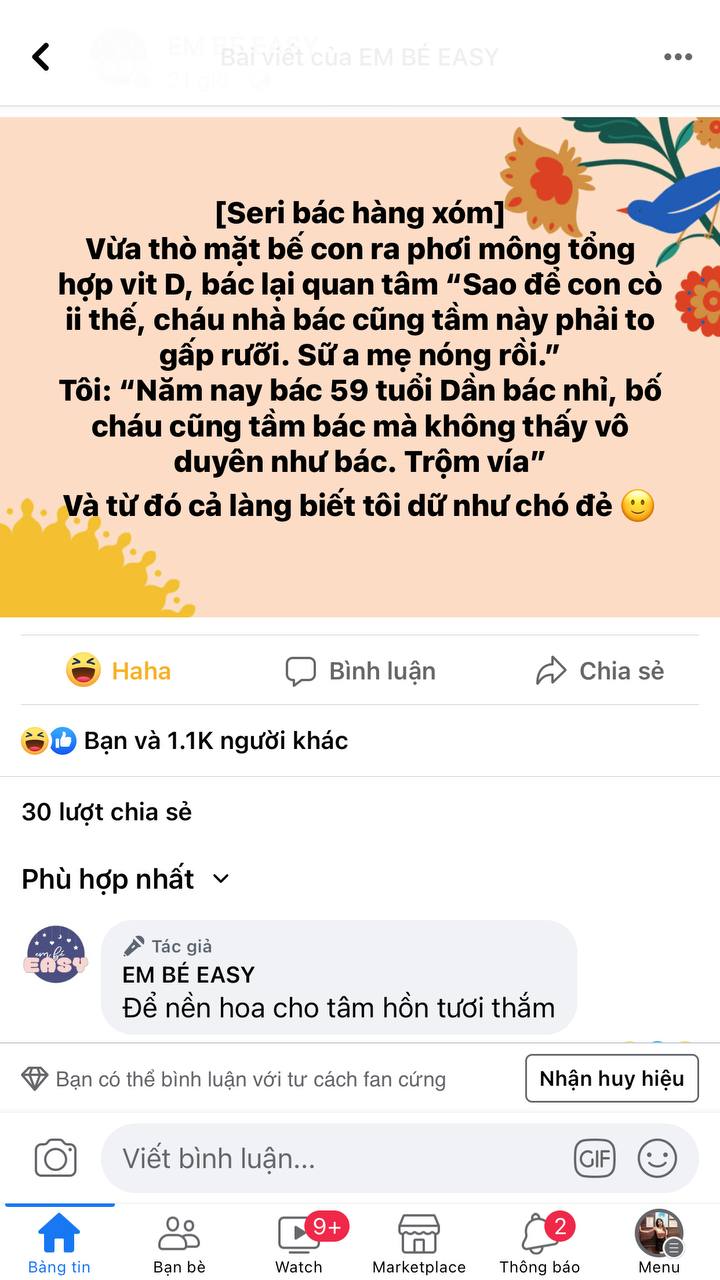 Bài viết của EM BÉ EASY
[Seri bác hàng xóm]
Vừa thò mặt bế con ra phơi mông tổng
hợp vit D, bác lại quan tâm “Sao để con cò
ii thế, cháu nhà bác cũng tầm này phải to
gấp rưỡi. Sữ a mẹ nóng rồi.”
Tôi: “Năm nay bác 59 tuổi Dần bác nhỉ, bố
cháu cũng tầm bác mà không thấy vô
duyên như bác. Trộm vía”
Và từ đó cả làng biết tôi dữ như chó đẻ 🙂
Haha
Bình luận
Chia sẻ
Bạn và 1.1K người khác
30 lượt chia sẻ
Phù hợp nhất
em bé
EASY
Tác giả
EM BÉ EASY
Để nền hoa cho tâm hồn tươi thắm
Bạn có thể bình luận với tư cách fan cứng
Nhận huy hiệu
Viết bình luận...
GIF
9+
2
Bảng tin
Bạn bè
Watch
Marketplace
Thông báo
Menu